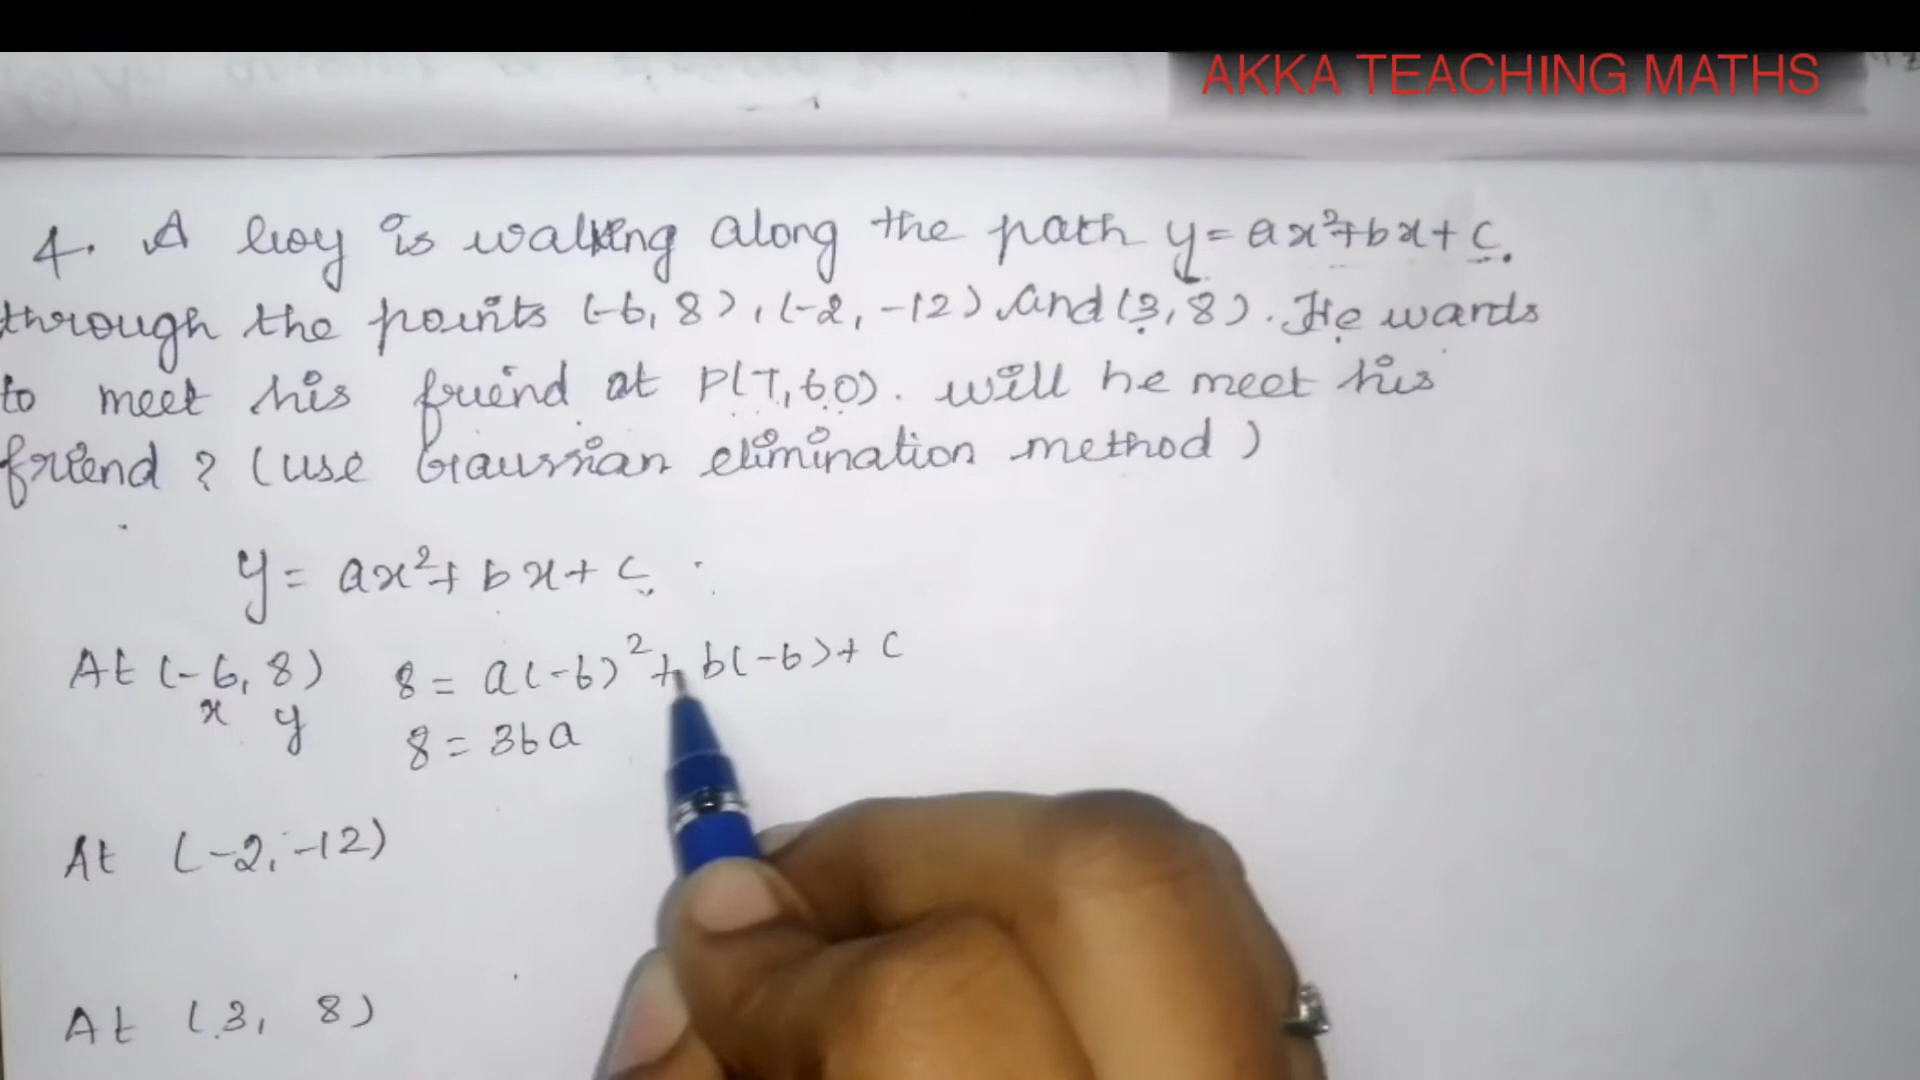 AKKA TEACHING MATHS
4. A boy is walking along the path y = ax²+bx+c.
through the points (-6, 8), (-2, -12) and (3, 8). He wants
to meet his friend at P(7, 60). will he meet his
friend ? (use Gaussian elimination method)
y = ax²+ bx + c
At (-6, 8) 8 = a(-6)² + b(-6) + c
x y 8 = 36a
At (-2, -12)
At (3, 8)